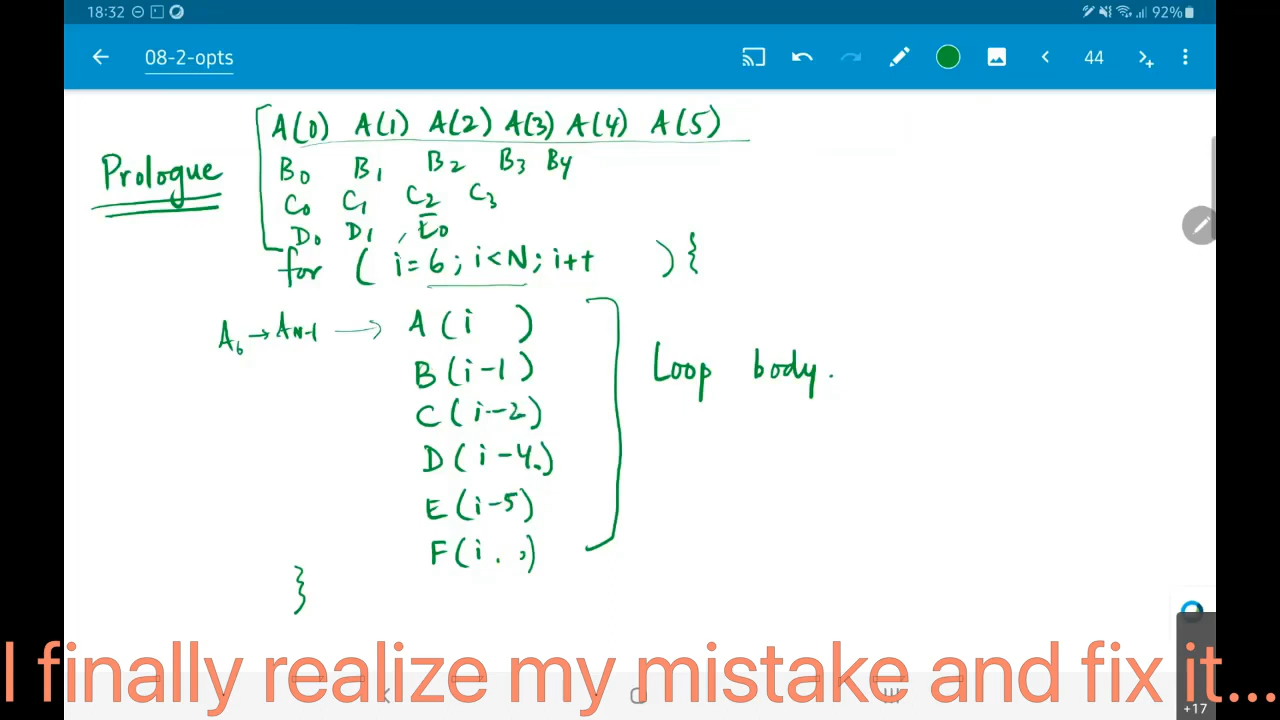 18:32 92%
08-2-opts 44
A(0) A(1) A(2) A(3) A(4) A(5)
Prologue B0 B1 B2 B3 B4
C0 C1 C2 C3
D0 D1, E0
for ( i=6; i<N; i++ ) {
A6 → AN-1 → A(i )
B(i-1)
C(i-2)
D(i-4.)
E(i-5)
F(i . ,)
Loop body.
}
I finally realize my mistake and fix it...
+17